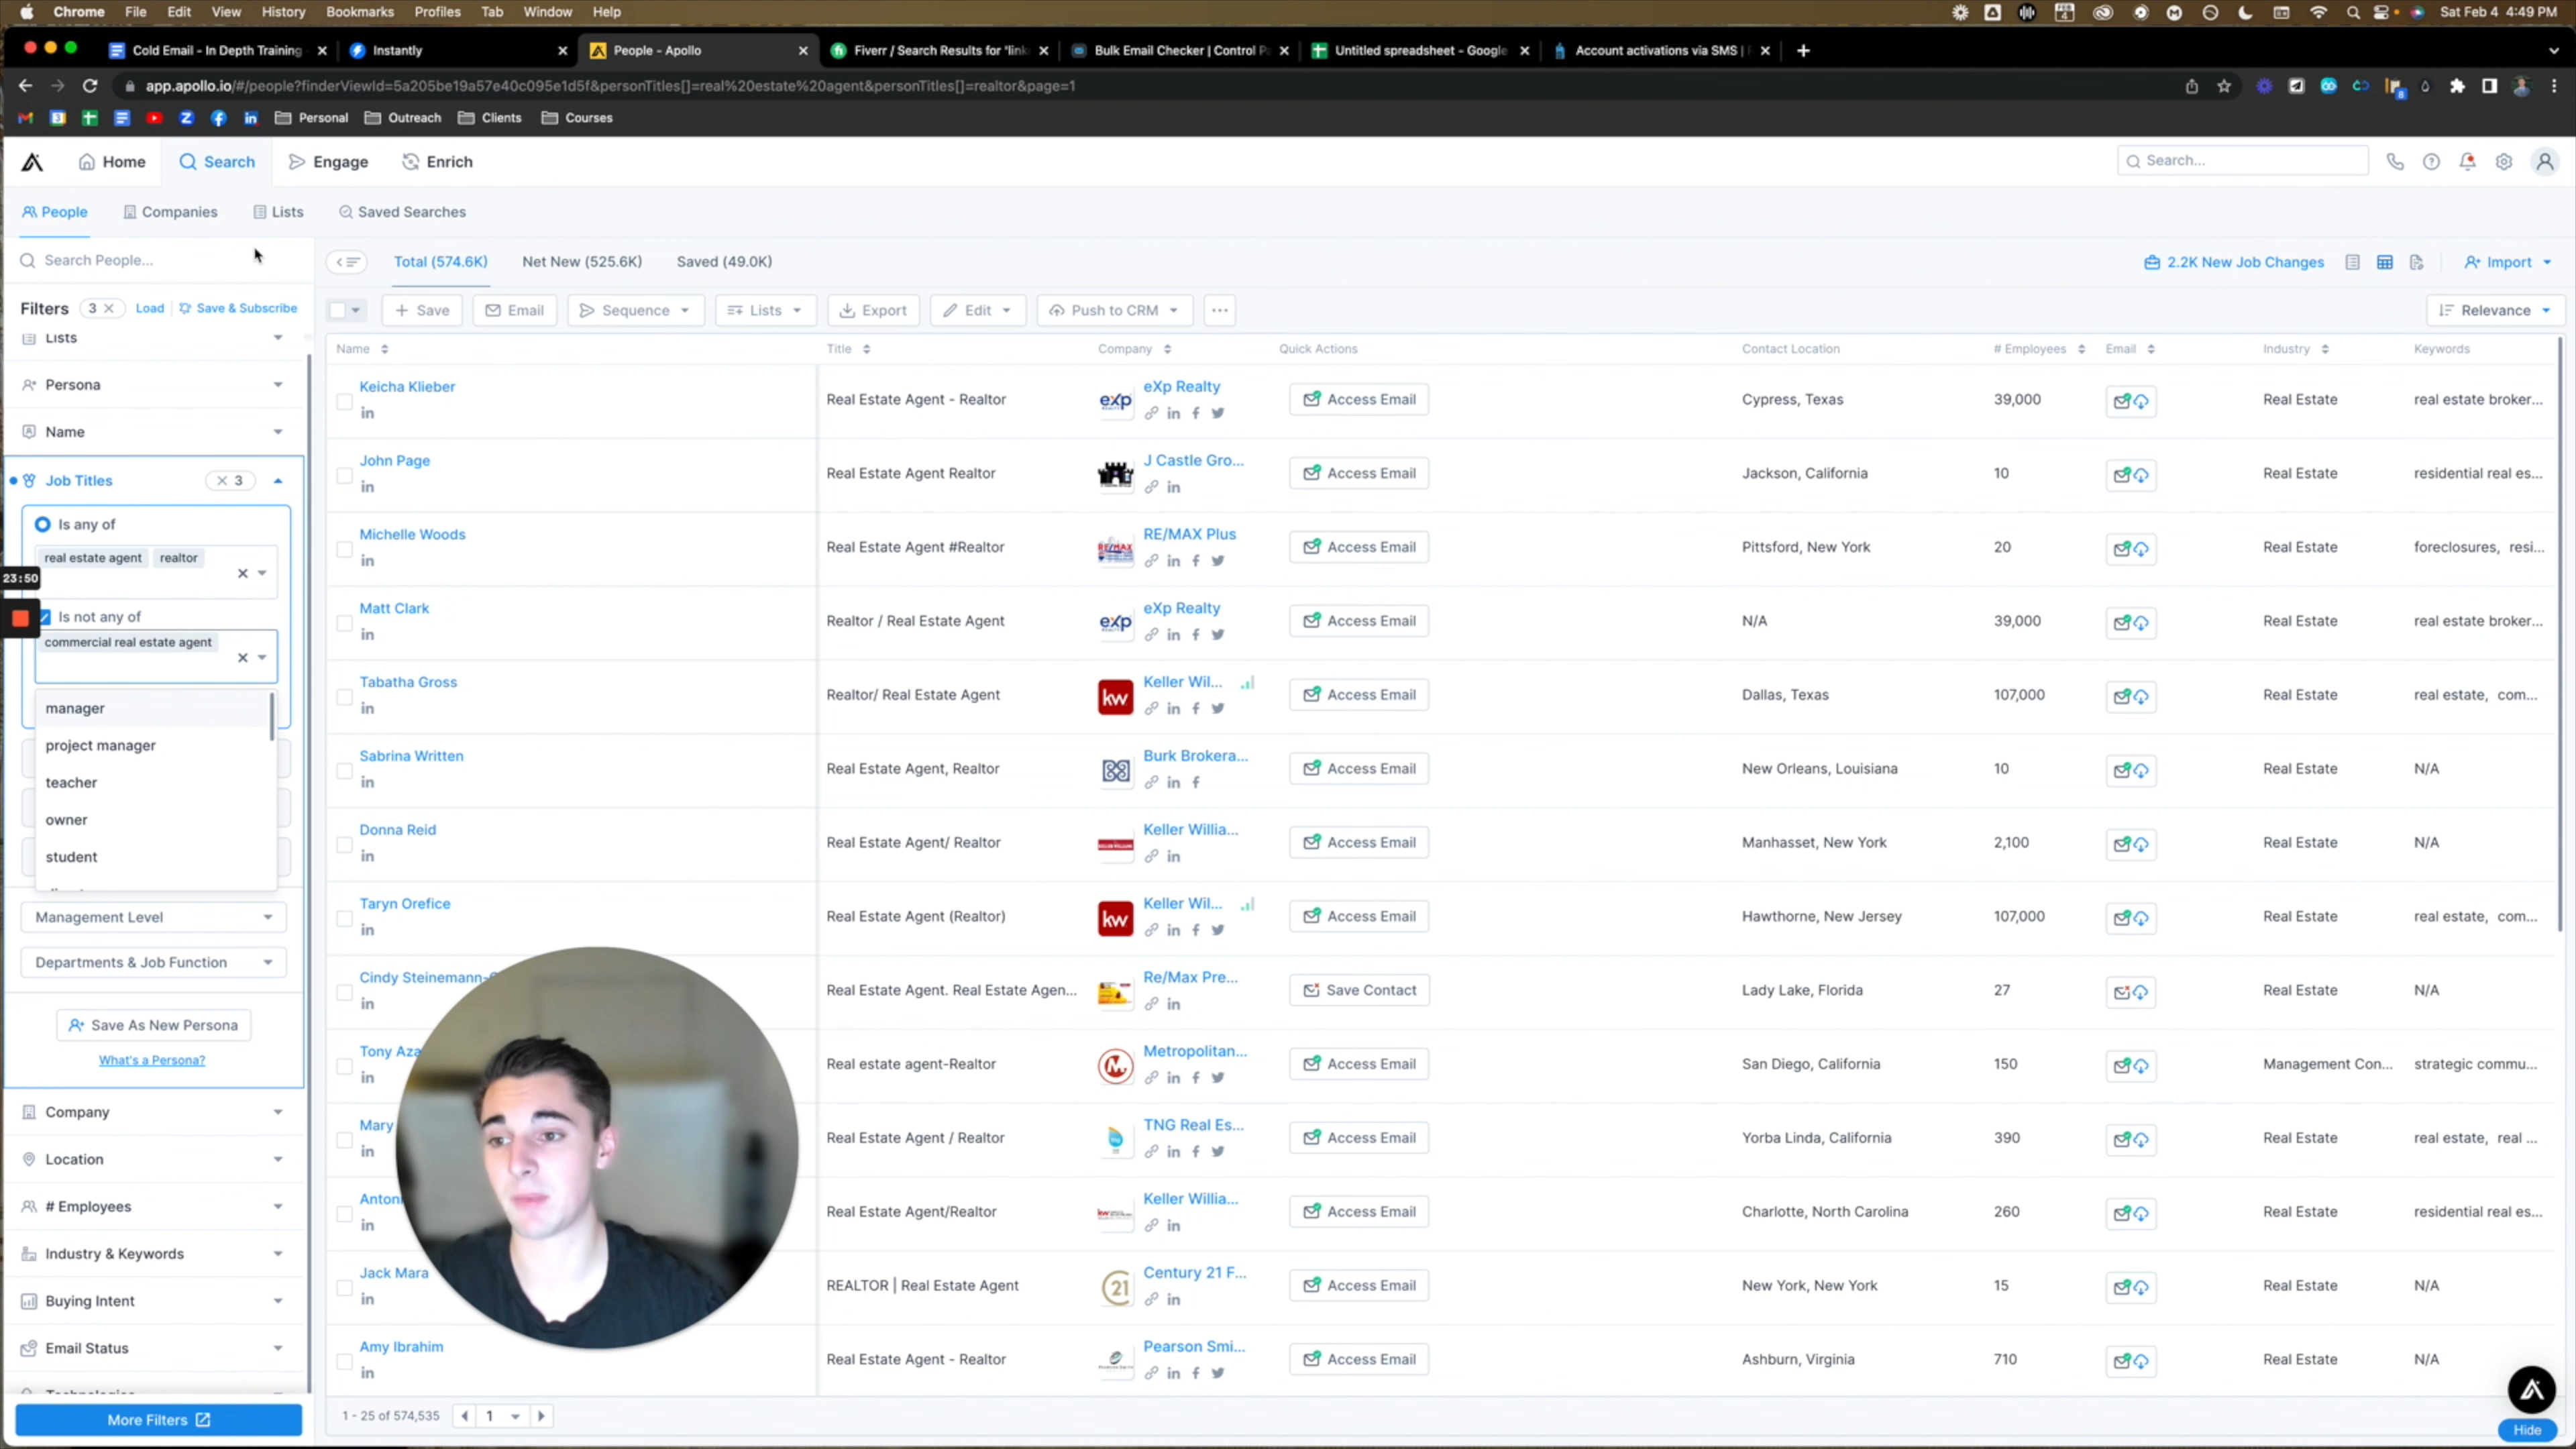 Chrome File Edit View History Bookmarks Profiles Tab Window Help
FEB 4
Sat Feb 4 4:49 PM
Cold Email - In Depth Training
Instantly
People - Apollo
Fiverr / Search Results for "link
Bulk Email Checker | Control P
Untitled spreadsheet - Google
Account activations via SMS |
app.apollo.io/#/people?finderViewId=5a205be19a57e40c095e1d5f&personTitles[]=real%20estate%20agent&personTitles[]=realtor&page=1
Personal Outreach Clients Courses
Home Search Engage Enrich
Search...
People Companies Lists Saved Searches
Search People...
Total (574.6K) Net New (525.6K) Saved (49.0K)
2.2K New Job Changes
Import
Filters 3 Load Save & Subscribe
Save Email Sequence Lists Export Edit Push to CRM
Relevance
Lists
Persona
Name
Job Titles 3
Is any of
real estate agent realtor
23:50
Is not any of
commercial real estate agent
manager
project manager
teacher
owner
student
Management Level
Departments & Job Function
Save As New Persona
What's a Persona?
Company
Location
# Employees
Industry & Keywords
Buying Intent
Email Status
More Filters
Name Title Company Quick Actions Contact Location # Employees Email Industry Keywords
Keicha Klieber Real Estate Agent - Realtor exp REALTY eXp Realty Access Email Cypress, Texas 39,000 Real Estate real estate broker...
John Page Real Estate Agent Realtor J Castle Gro... Access Email Jackson, California 10 Real Estate residential real es...
Michelle Woods Real Estate Agent #Realtor RE/MAX RE/MAX Plus Access Email Pittsford, New York 20 Real Estate foreclosures, resi...
Matt Clark Realtor / Real Estate Agent exp REALTY eXp Realty Access Email N/A 39,000 Real Estate real estate broker...
Tabatha Gross Realtor/ Real Estate Agent kw Keller Wil... Access Email Dallas, Texas 107,000 Real Estate real estate, com...
Sabrina Written Real Estate Agent, Realtor Burk Brokera... Access Email New Orleans, Louisiana 10 Real Estate N/A
Donna Reid Real Estate Agent/ Realtor Keller Willia... Access Email Manhasset, New York 2,100 Real Estate N/A
Taryn Orefice Real Estate Agent (Realtor) kw Keller Wil... Access Email Hawthorne, New Jersey 107,000 Real Estate real estate, com...
Cindy Steinemann- Real Estate Agent. Real Estate Agen... Re/Max Pre... Save Contact Lady Lake, Florida 27 Real Estate N/A
Tony Aza Real estate agent-Realtor M Metropolitan... Access Email San Diego, California 150 Management Con... strategic commu...
Mary Real Estate Agent / Realtor TNG Real Es... Access Email Yorba Linda, California 390 Real Estate real estate, real ...
Anton Real Estate Agent/Realtor kw Keller Willia... Access Email Charlotte, North Carolina 260 Real Estate residential real es...
Jack Mara REALTOR | Real Estate Agent 21 Century 21 F... Access Email New York, New York 15 Real Estate N/A
Amy Ibrahim Real Estate Agent - Realtor Pearson Smi... Access Email Ashburn, Virginia 710 Real Estate N/A
1 - 25 of 574,535 1
Hide